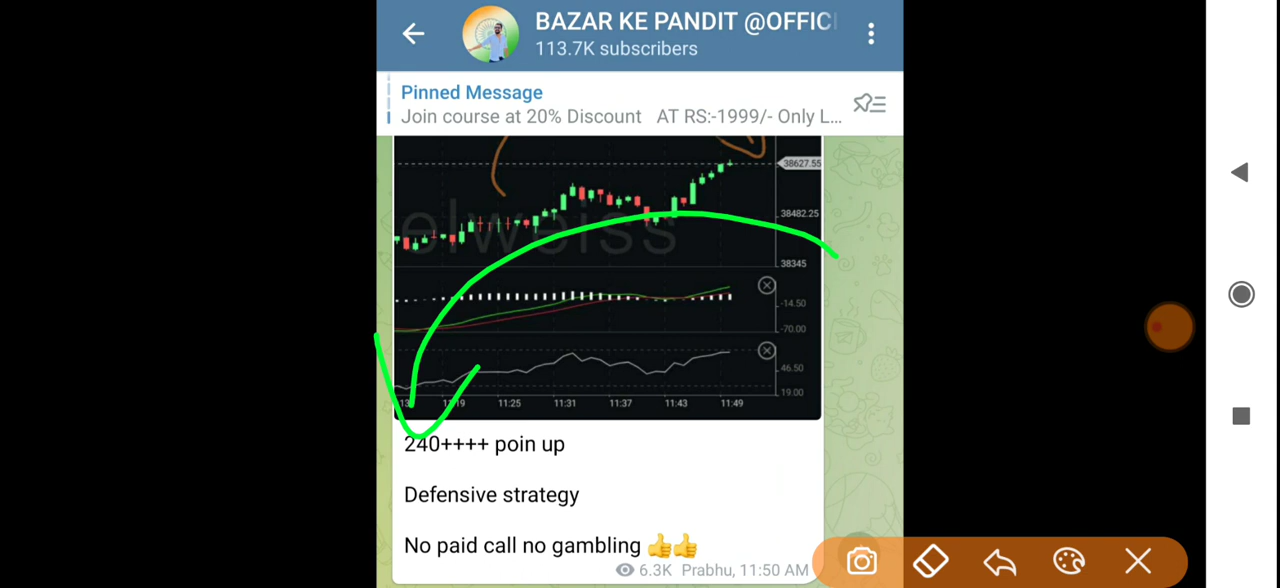 BAZAR KE PANDIT @OFFICI
113.7K subscribers
Pinned Message
Join course at 20% Discount AT RS:-1999/- Only L...
38627.55
elweiss
38482.25
38345
-14.50
-70.00
46.50
19.00
11:25 11:31 11:37 11:43 11:49
240++++ poin up
Defensive strategy
No paid call no gambling 👍👍
6.3K Prabhu, 11:50 AM